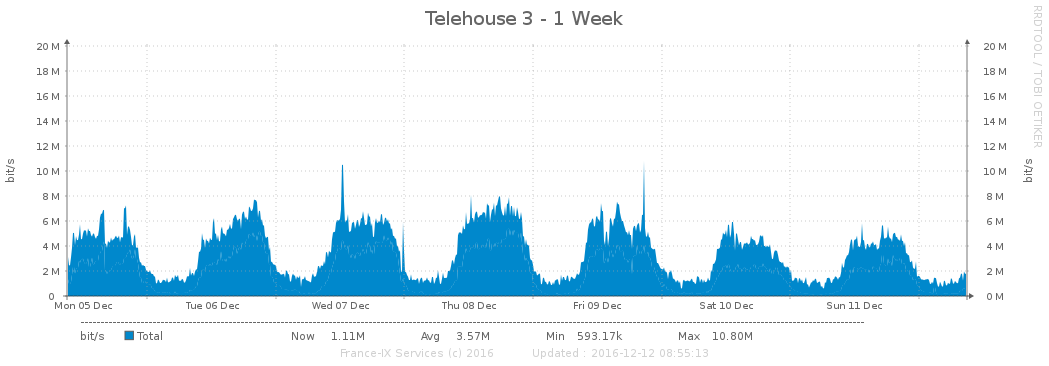 Telehouse 3 - 1 Week
RRDTOOL / TOBI OETIKER
20 M 20 M
18 M 18 M
16 M 16 M
14 M 14 M
12 M 12 M
10 M 10 M
8 M 8 M
6 M 6 M
4 M 4 M
2 M 2 M
0 0 M
bit/s bit/s
Mon 05 Dec Tue 06 Dec Wed 07 Dec Thu 08 Dec Fri 09 Dec Sat 10 Dec Sun 11 Dec
bit/s Total Now 1.11M Avg 3.57M Min 593.17k Max 10.80M
France-IX Services (c) 2016 Updated : 2016-12-12 08:55:13